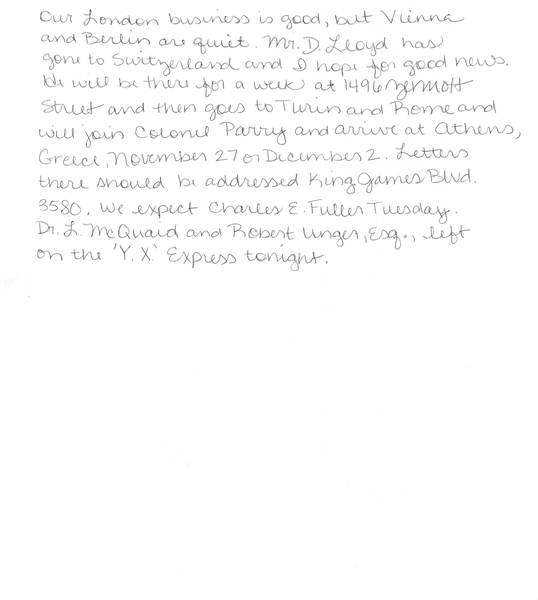 Our London business is good, but Vienna
and Berlin are quiet. Mr. D. Lloyd has
gone to Switzerland and I hope for good news.
He will be there for a week at 1496 Zermott
Street and then goes to Turin and Rome and
will join Colonel Parry and arrive at Athens,
Greece, November 27 or December 2. Letters
there should be addressed King James Blvd.
3580. We expect Charles E. Fuller Tuesday.
Dr. L. McQuaid and Robert Unger, Esq., left
on the 'Y. X.' Express tonight.